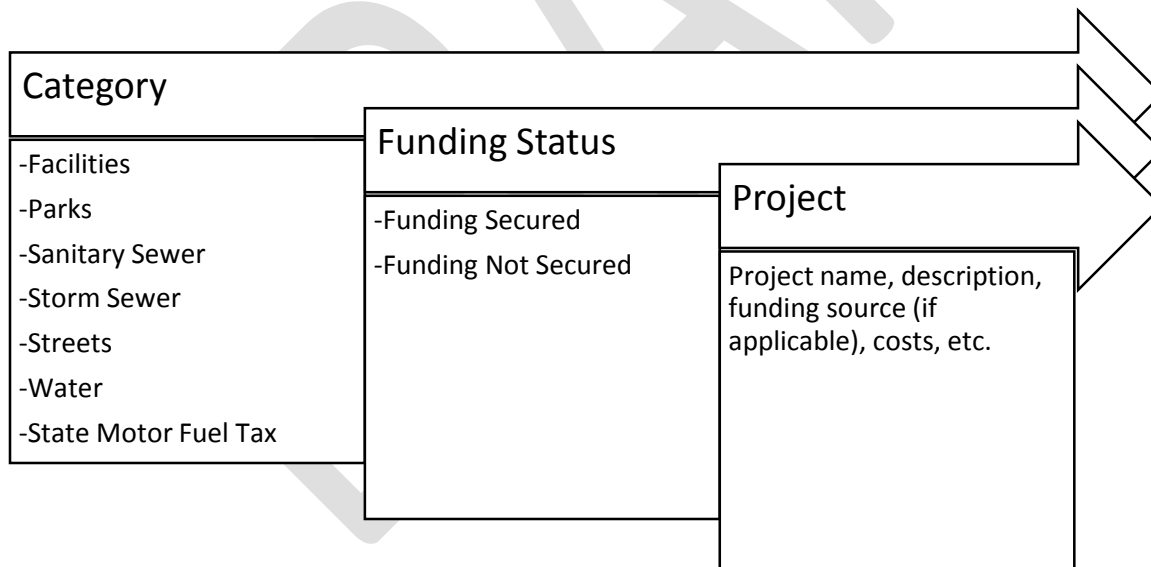 Category
-Facilities
-Parks
-Sanitary Sewer
-Storm Sewer
-Streets
-Water
-State Motor Fuel Tax
Funding Status
-Funding Secured
-Funding Not Secured
Project
Project name, description,
funding source (if
applicable), costs, etc.